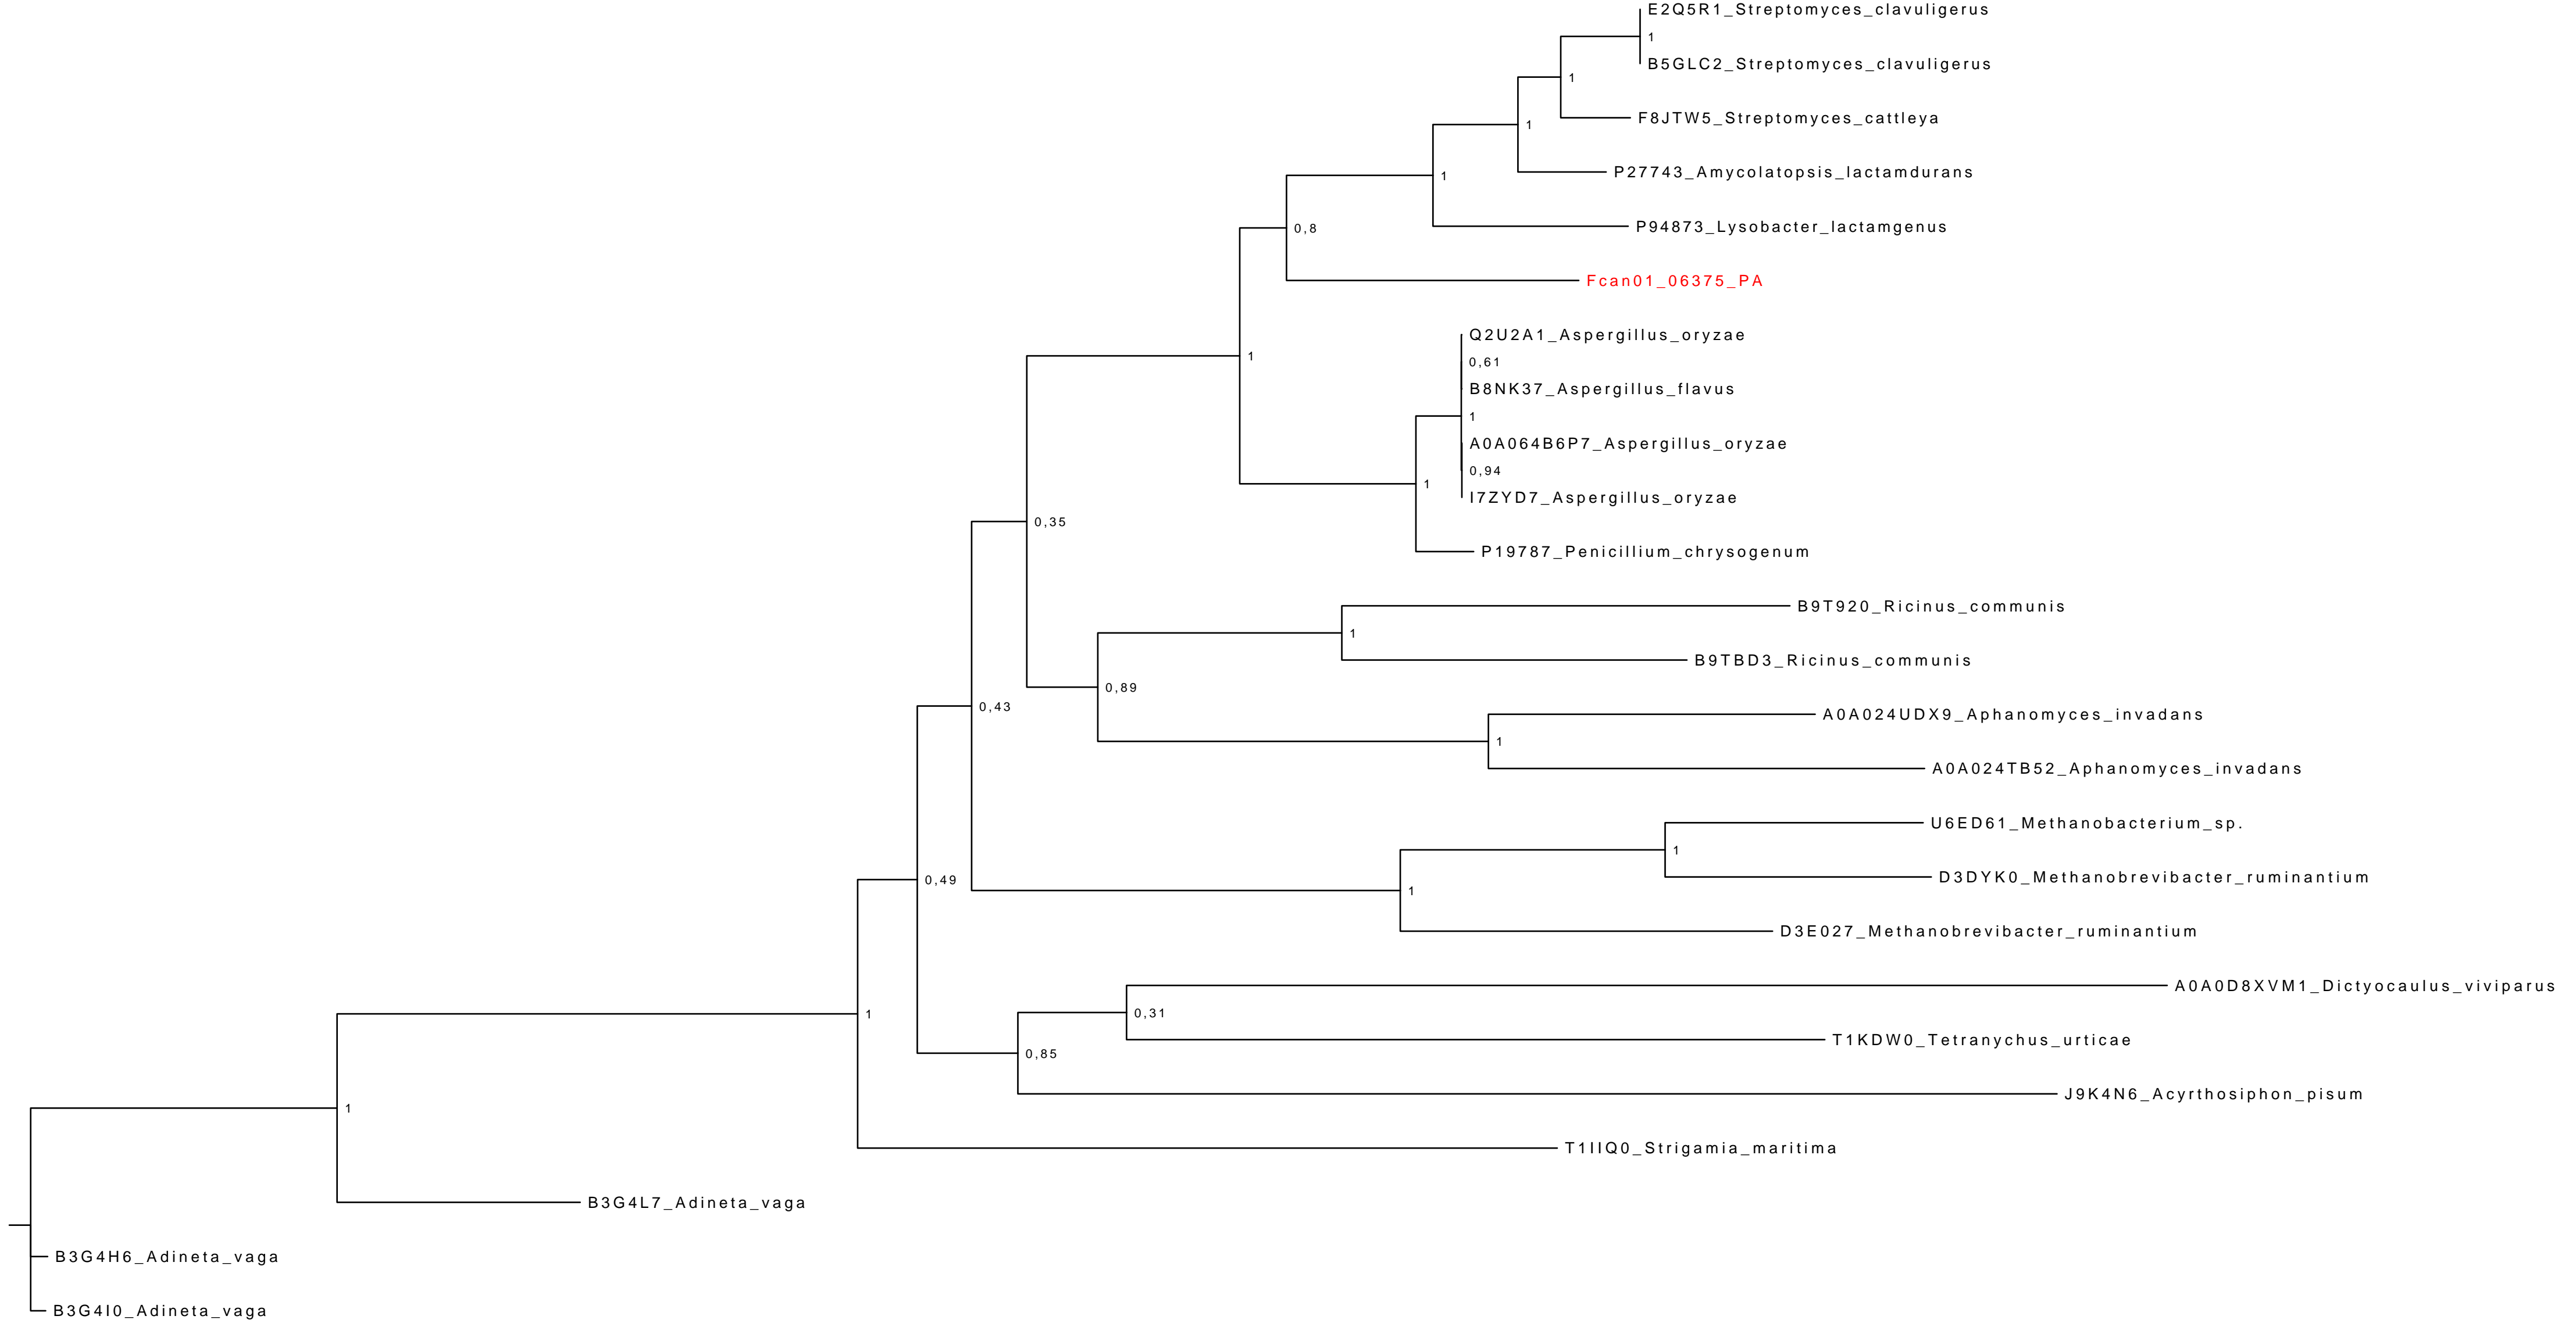 E2Q5R1_Streptomyces_clavuligerus
1
B5GLC2_Streptomyces_clavuligerus
1
F8JTW5_Streptomyces_cattleya
1
P27743_Amycolatopsis_lactamdurans
1
P94873_Lysobacter_lactamgenus
0,8
Fcan01_06375_PA
Q2U2A1_Aspergillus_oryzae
1
0,61
B8NK37_Aspergillus_flavus
1
A0A064B6P7_Aspergillus_oryzae
0,94
1
I7ZYD7_Aspergillus_oryzae
0,35
P19787_Penicillium_chrysogenum
B9T920_Ricinus_communis
1
B9TBD3_Ricinus_communis
0,89
0,43
A0A024UDX9_Aphanomyces_invadans
1
A0A024TB52_Aphanomyces_invadans
U6ED61_Methanobacterium_sp.
1
D3DYK0_Methanobrevibacter_ruminantium
0,49
1
D3E027_Methanobrevibacter_ruminantium
A0A0D8XVM1_Dictyocaulus_viviparus
1
0,31
T1KDW0_Tetranychus_urticae
0,85
J9K4N6_Acyrthosiphon_pisum
1
T1IIQ0_Strigamia_maritima
B3G4L7_Adineta_vaga
B3G4H6_Adineta_vaga
B3G4I0_Adineta_vaga